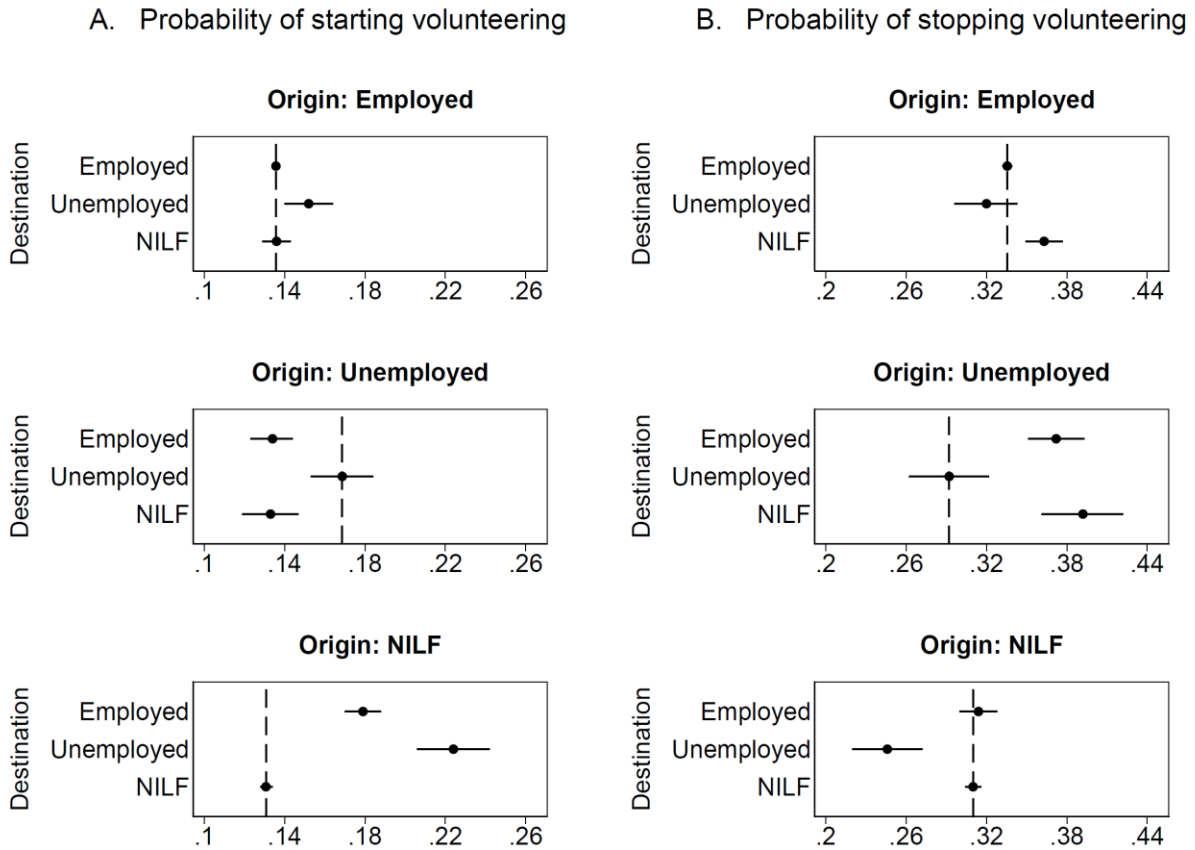 A. Probability of starting volunteering
B. Probability of stopping volunteering
Origin: Employed
Destination
Employed
Unemployed
NILF
.1 .14 .18 .22 .26
Origin: Employed
Destination
Employed
Unemployed
NILF
.2 .26 .32 .38 .44
Origin: Unemployed
Destination
Employed
Unemployed
NILF
.1 .14 .18 .22 .26
Origin: Unemployed
Destination
Employed
Unemployed
NILF
.2 .26 .32 .38 .44
Origin: NILF
Destination
Employed
Unemployed
NILF
.1 .14 .18 .22 .26
Origin: NILF
Destination
Employed
Unemployed
NILF
.2 .26 .32 .38 .44